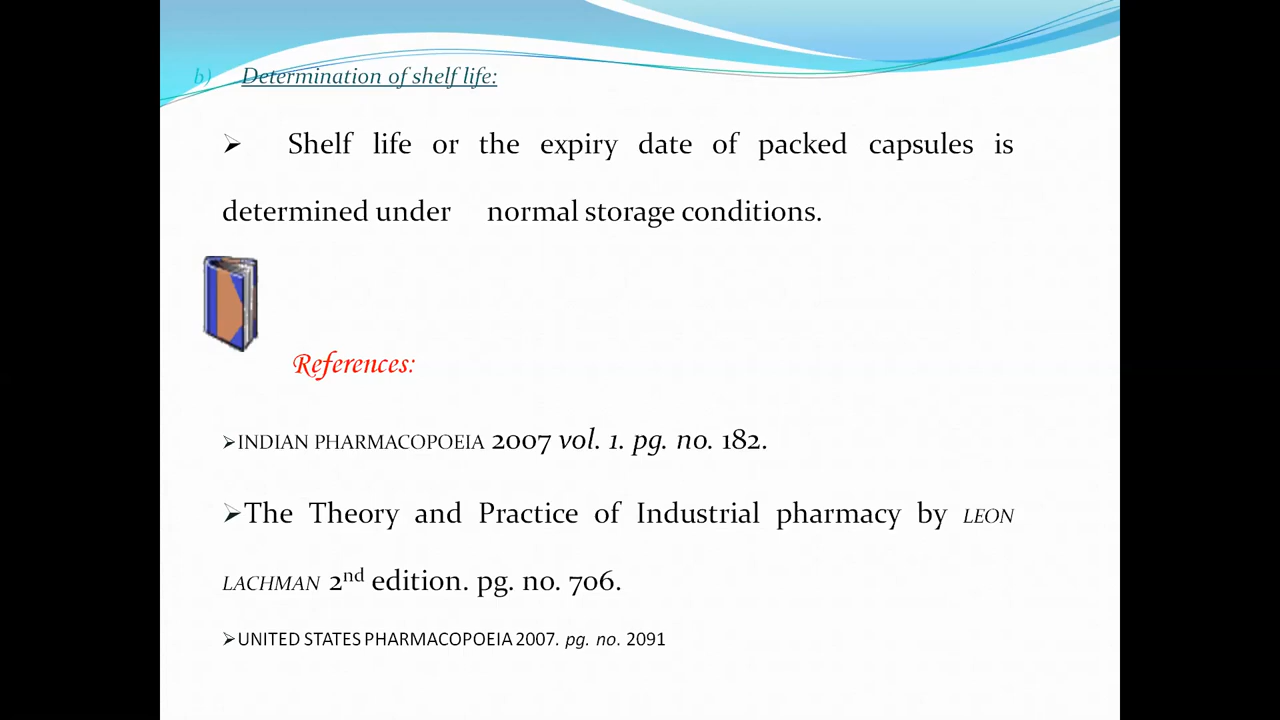 b) Determination of shelf life:
➢ Shelf life or the expiry date of packed capsules is
determined under normal storage conditions.
References:
➢INDIAN PHARMACOPOEIA 2007 vol. 1. pg. no. 182.
➢The Theory and Practice of Industrial pharmacy by LEON
LACHMAN 2nd edition. pg. no. 706.
➢UNITED STATES PHARMACOPOEIA 2007. pg. no. 2091